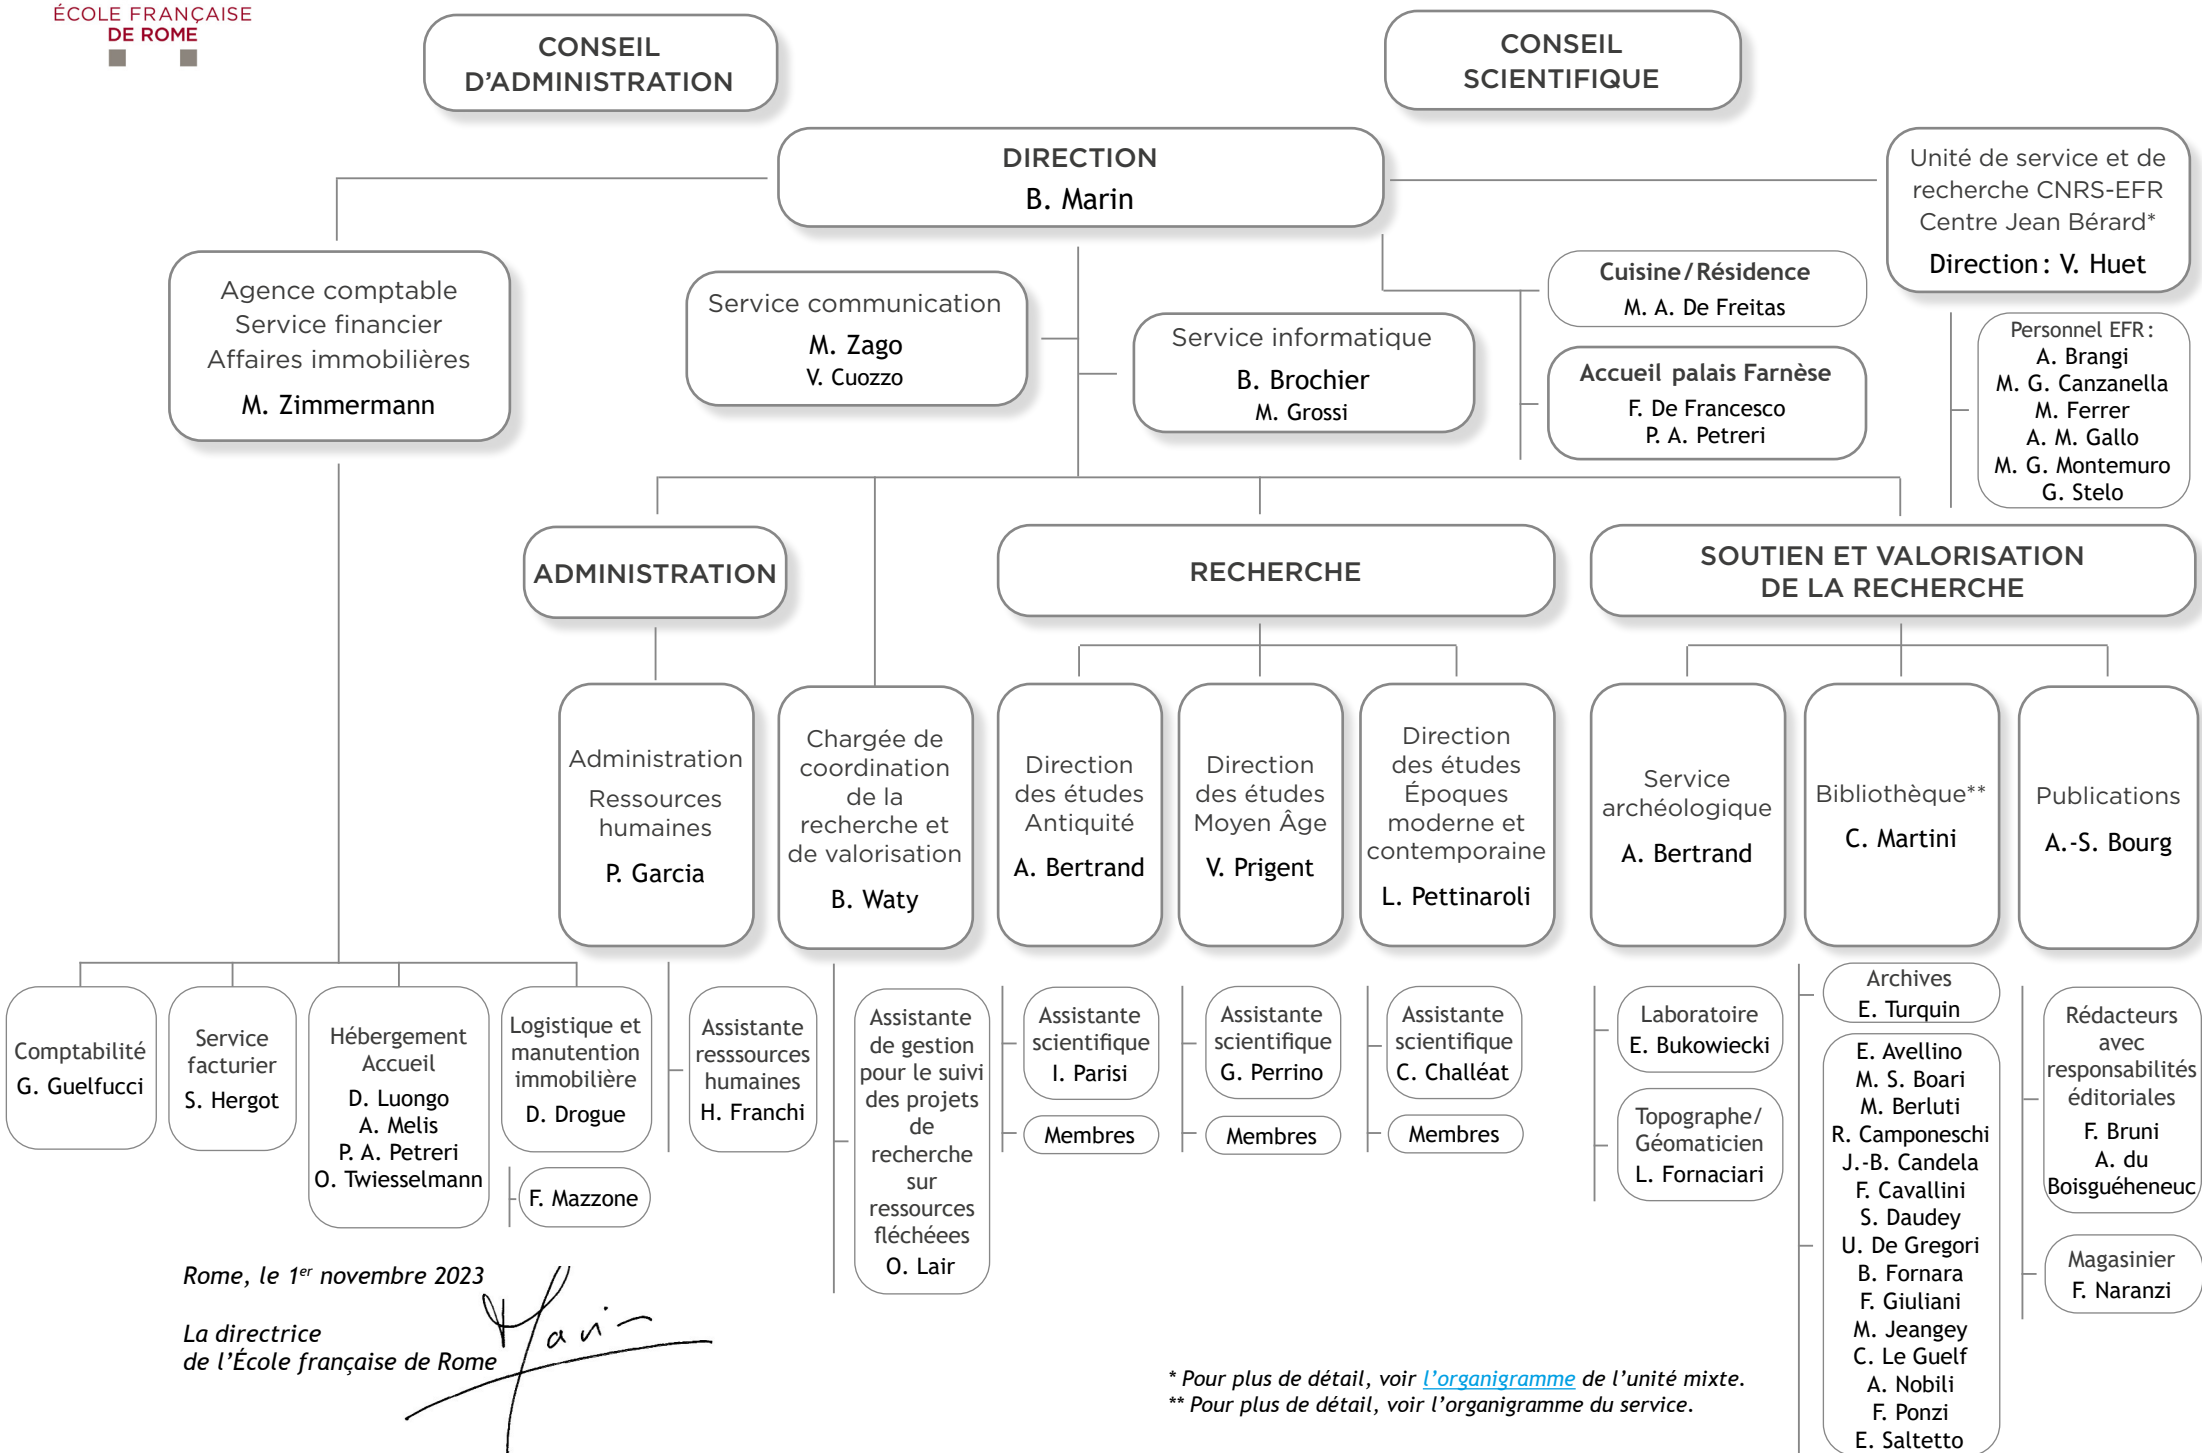 ÉCOLE FRANÇAISE
DE ROME
CONSEIL
D'ADMINISTRATION
CONSEIL
SCIENTIFIQUE
DIRECTION
B. Marin
Unité de service et de
recherche CNRS-EFR
Centre Jean Bérard*
Direction : V. Huet
Agence comptable
Service financier
Affaires immobilières
M. Zimmermann
Service communication
M. Zago
V. Cuozzo
Service informatique
B. Brochier
M. Grossi
Cuisine/Résidence
M. A. De Freitas
Accueil palais Farnèse
F. De Francesco
P. A. Petreri
Personnel EFR :
A. Brangi
M. G. Canzanella
M. Ferrer
A. M. Gallo
M. G. Montemuro
G. Stelo
ADMINISTRATION
RECHERCHE
SOUTIEN ET VALORISATION
DE LA RECHERCHE
Administration
Ressources
humaines
P. Garcia
Chargée de
coordination
de la
recherche et
de valorisation
B. Waty
Direction
des études
Antiquité
A. Bertrand
Direction
des études
Moyen Âge
V. Prigent
Direction
des études
Époques
moderne et
contemporaine
L. Pettinaroli
Service
archéologique
A. Bertrand
Bibliothèque**
C. Martini
Publications
A.-S. Bourg
Comptabilité
G. Guelfucci
Service
facturier
S. Hergot
Hébergement
Accueil
D. Luongo
A. Melis
P. A. Petreri
O. Twiesselmann
Logistique et
manutention
immobilière
D. Drogue
F. Mazzone
Assistante
resssources
humaines
H. Franchi
Assistante
de gestion
pour le suivi
des projets
de
recherche
sur
ressources
fléchéees
O. Lair
Assistante
scientifique
I. Parisi
Membres
Assistante
scientifique
G. Perrino
Membres
Assistante
scientifique
C. Challéat
Membres
Laboratoire
E. Bukowiecki
Topographe/
Géomaticien
L. Fornaciari
Archives
E. Turquin
E. Avellino
M. S. Boari
M. Berluti
R. Camponeschi
J.-B. Candela
F. Cavallini
S. Daudey
U. De Gregori
B. Fornara
F. Giuliani
M. Jeangey
C. Le Guelf
A. Nobili
F. Ponzi
E. Saltetto
Rédacteurs
avec
responsabilités
éditoriales
F. Bruni
A. du
Boisguéheneuc
Magasinier
F. Naranzi
Rome, le 1er novembre 2023
La directrice
de l'École française de Rome
Marin
* Pour plus de détail, voir l'organigramme de l'unité mixte.
** Pour plus de détail, voir l'organigramme du service.